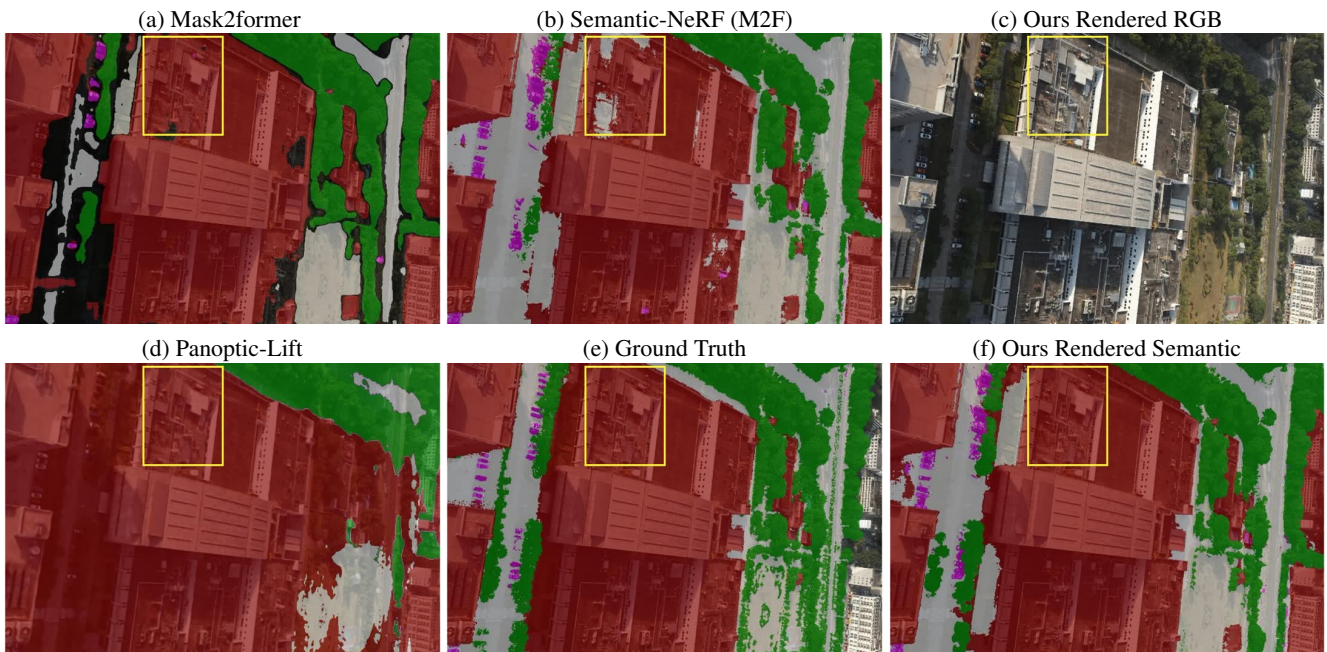 (a) Mask2former
(b) Semantic-NeRF (M2F)
(c) Ours Rendered RGB
(d) Panoptic-Lift
(e) Ground Truth
(f) Ours Rendered Semantic